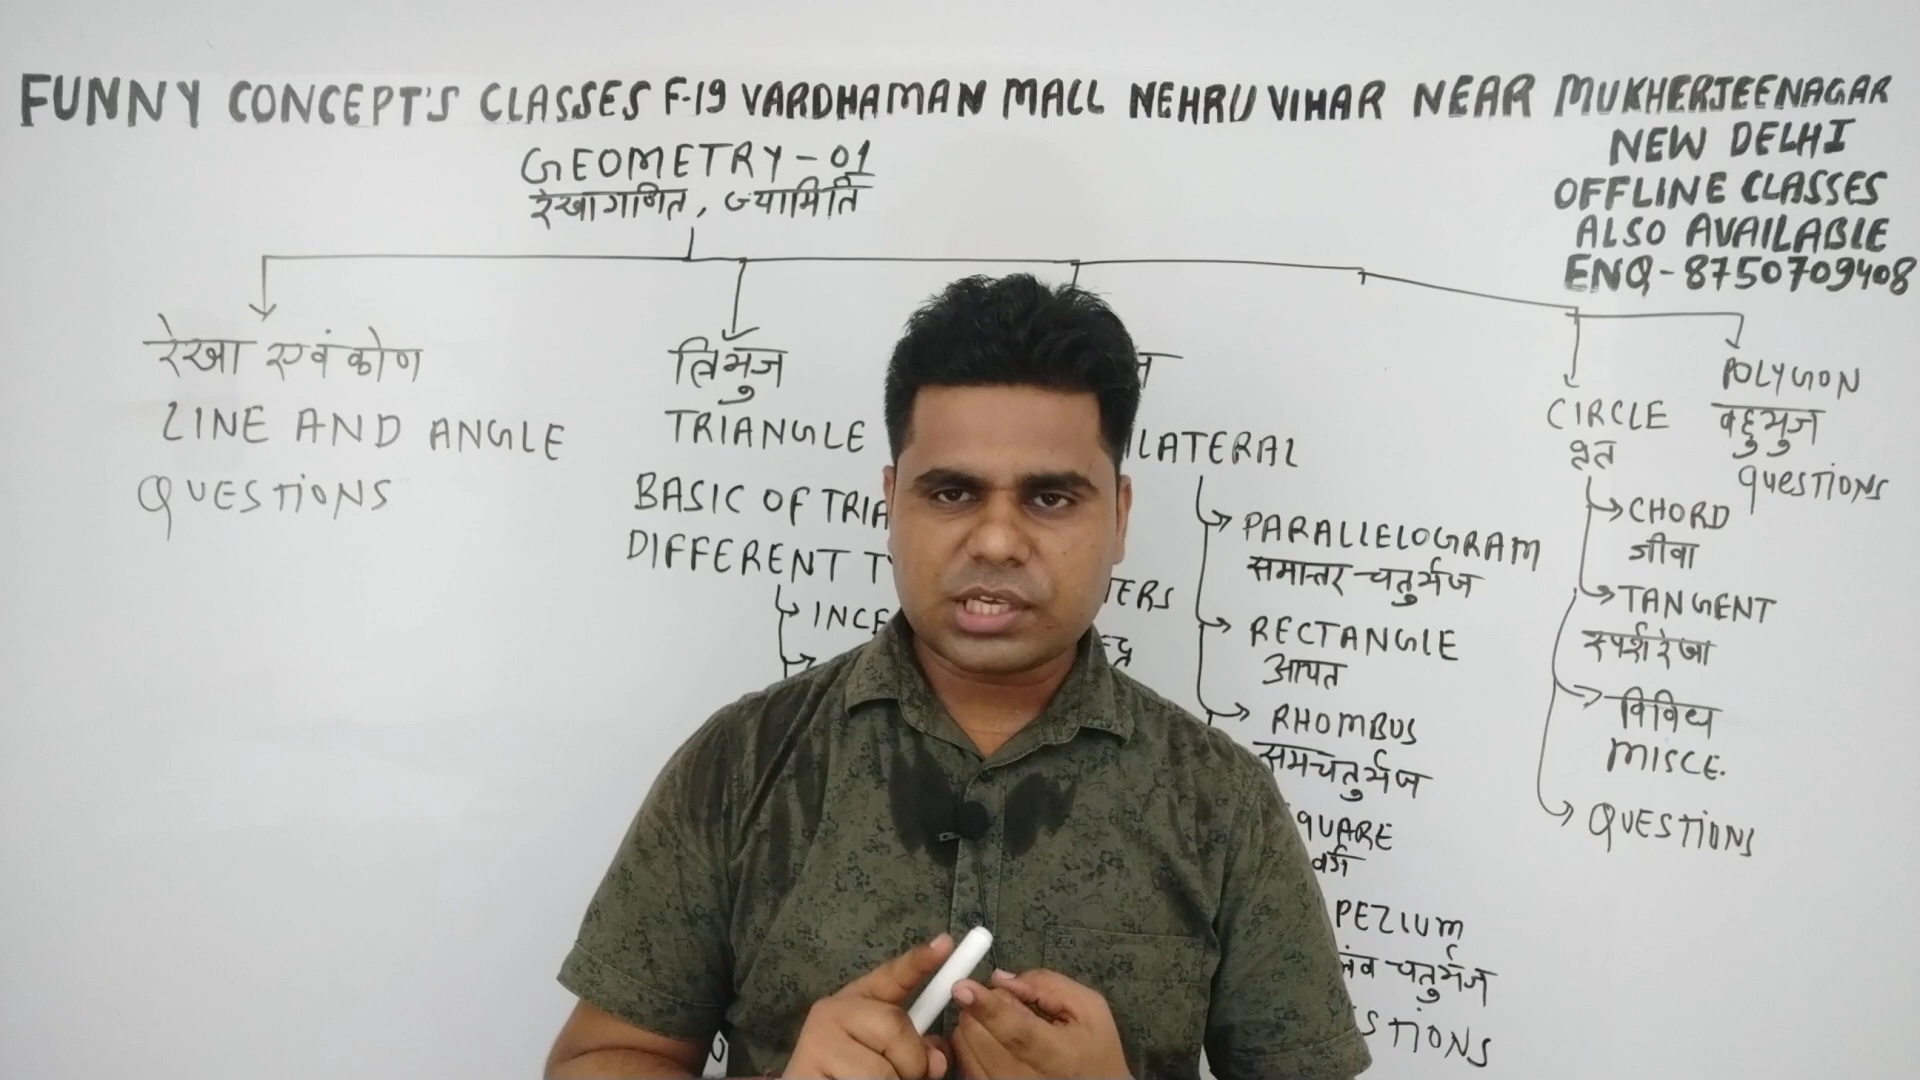 FUNNY CONCEPT'S CLASSES F-19 VARDHAMAN MALL NEHRU VIHAR NEAR MUKHERJEENAGAR
NEW DELHI
OFFLINE CLASSES
ALSO AVAILABLE
ENQ - 8750709408
GEOMETRY - 01
रेखागणित, ज्यामिति
रेखा एवं कोण
LINE AND ANGLE
QUESTIONS
त्रिभुज
TRIANGLE
BASIC OF TRIA
DIFFERENT T
TERS
INCE
ILATERAL
PARALLELOGRAM
समान्तर चतुर्भुज
RECTANGLE
आयत
RHOMBUS
समचतुर्भुज
QUARE
वर्ग
PEZIUM
लंब चतुर्भुज
STIONS
CIRCLE
वृत
CHORD
जीवा
TANGENT
स्पर्श रेखा
विविध
MISCE.
QUESTIONS
POLYGON
बहुभुज
QUESTIONS